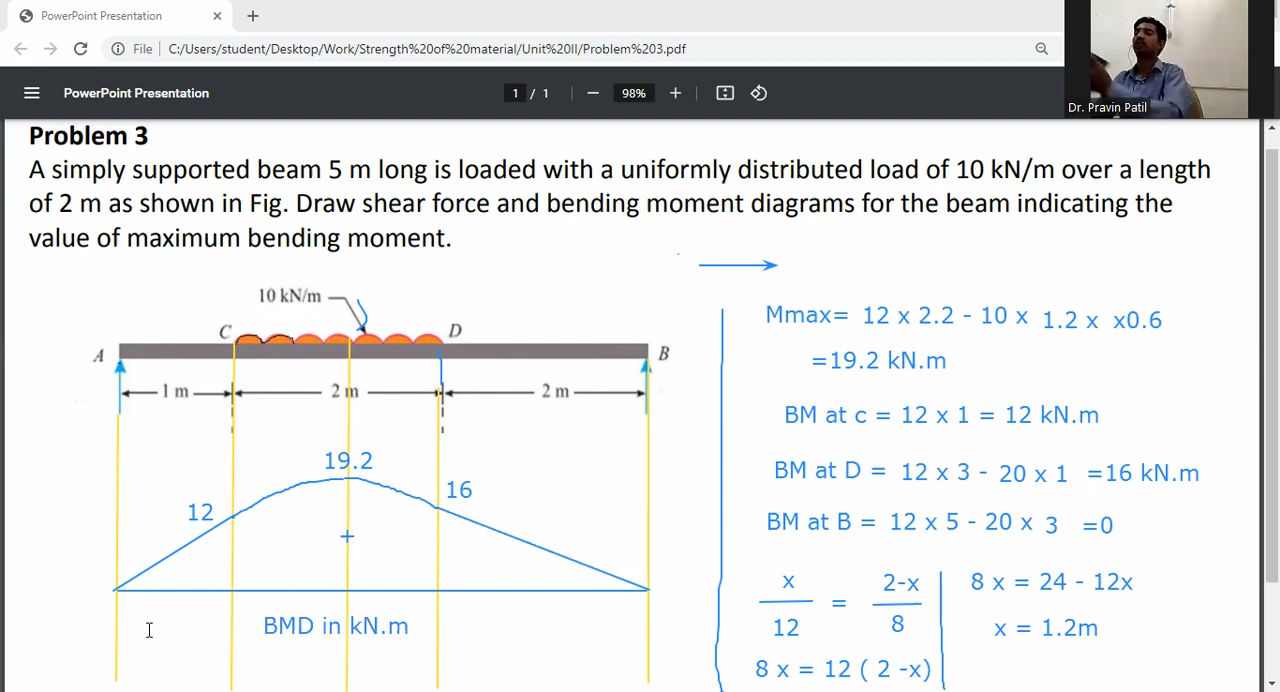 PowerPoint Presentation
File C:/Users/student/Desktop/Work/Strength%20of%20material/Unit%20II/Problem%203.pdf
PowerPoint Presentation 1 / 1 98%
Dr. Pravin Patil
Problem 3
A simply supported beam 5 m long is loaded with a uniformly distributed load of 10 kN/m over a length
of 2 m as shown in Fig. Draw shear force and bending moment diagrams for the beam indicating the
value of maximum bending moment.
10 kN/m
C D
A B
1 m 2 m 2 m
19.2
12 16
+
BMD in kN.m
Mmax= 12 x 2.2 - 10 x 1.2 x x0.6
=19.2 kN.m
BM at c = 12 x 1 = 12 kN.m
BM at D = 12 x 3 - 20 x 1 =16 kN.m
BM at B = 12 x 5 - 20 x 3 =0
x 2-x
=
12 8
8 x = 12 ( 2 -x)
8 x = 24 - 12x
x = 1.2m